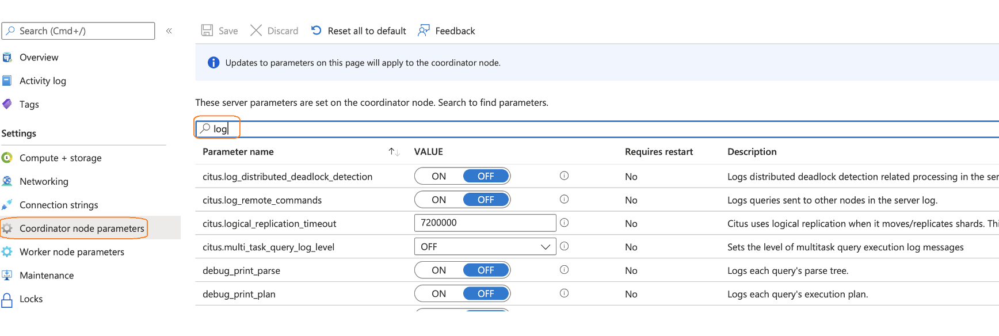 Search (Cmd+/)
«
Overview
Activity log
Tags
Settings
Compute + storage
Networking
Connection strings
Coordinator node parameters
Worker node parameters
Maintenance
Locks
Save Discard Reset all to default Feedback
Updates to parameters on this page will apply to the coordinator node.
These server parameters are set on the coordinator node. Search to find parameters.
log
Parameter name ↑↓ VALUE Requires restart Description
citus.log_distributed_deadlock_detection ON OFF No Logs distributed deadlock detection related processing in the ser
citus.log_remote_commands ON OFF No Logs queries sent to other nodes in the server log.
citus.logical_replication_timeout 7200000 No Citus uses logical replication when it moves/replicates shards. Thi
citus.multi_task_query_log_level OFF No Sets the level of multitask query execution log messages
debug_print_parse ON OFF No Logs each query's parse tree.
debug_print_plan ON OFF No Logs each query's execution plan.